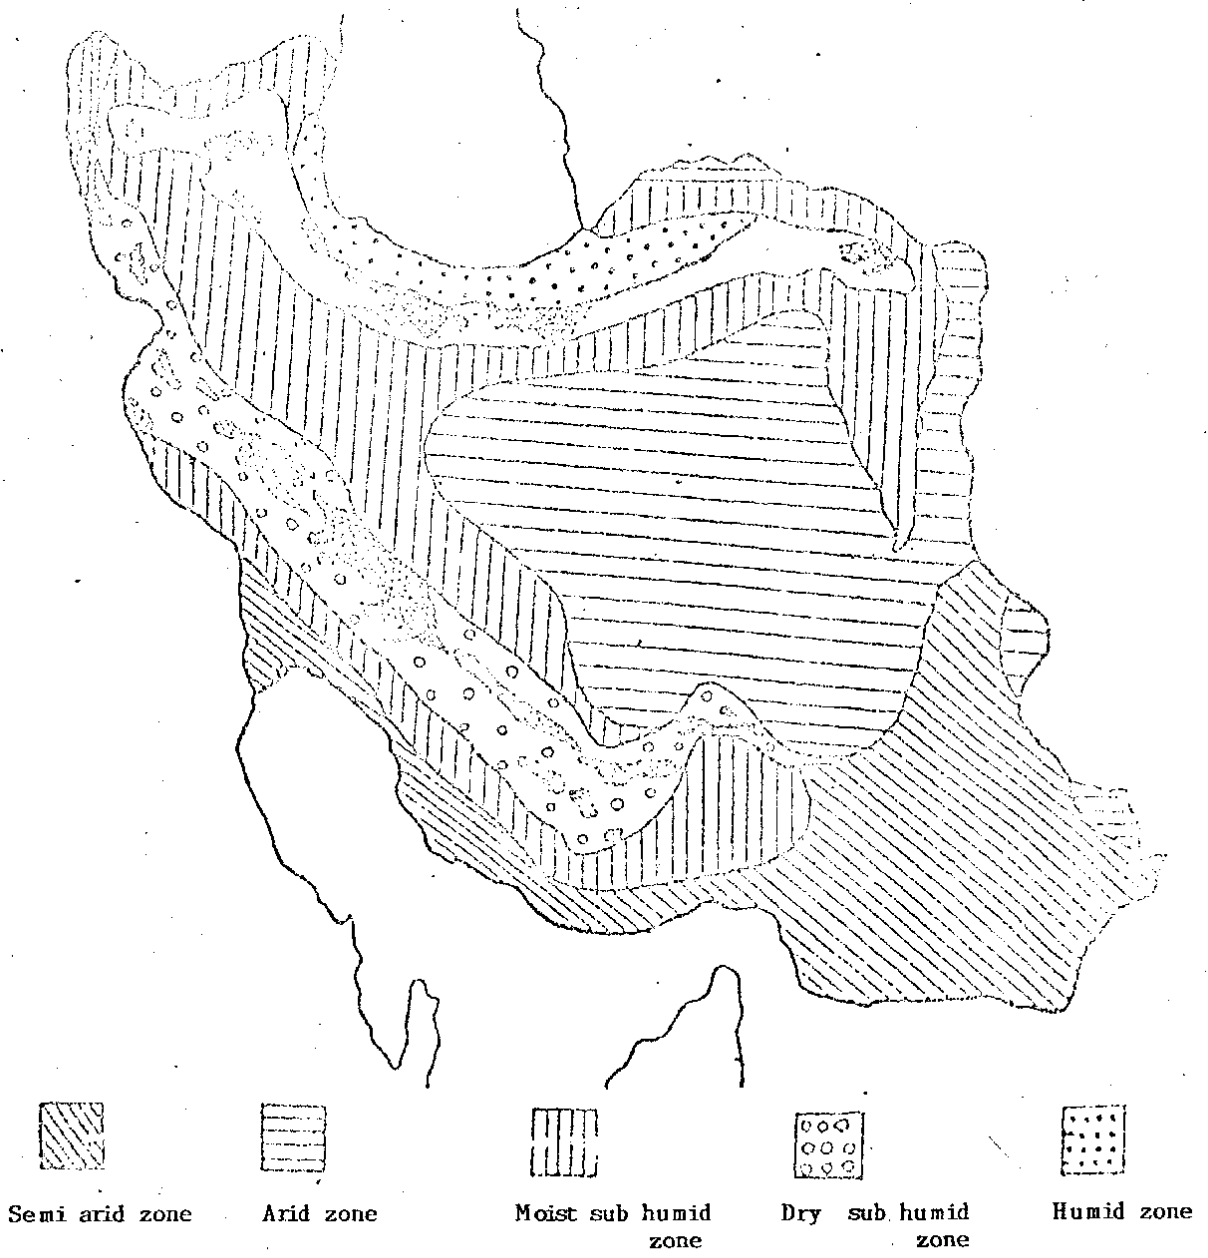 Semi arid zone
Arid zone
Moist sub humid
zone
Dry sub humid
zone
Humid zone